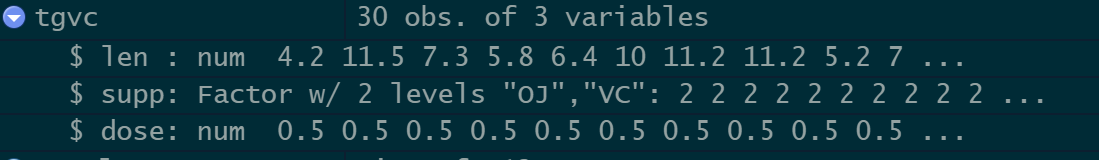 tgvc 30 obs. of 3 variables
$ len : num 4.2 11.5 7.3 5.8 6.4 10 11.2 11.2 5.2 7 ...
$ supp: Factor w/ 2 levels "OJ","VC": 2 2 2 2 2 2 2 2 2 2 ...
$ dose: num 0.5 0.5 0.5 0.5 0.5 0.5 0.5 0.5 0.5 0.5 ...